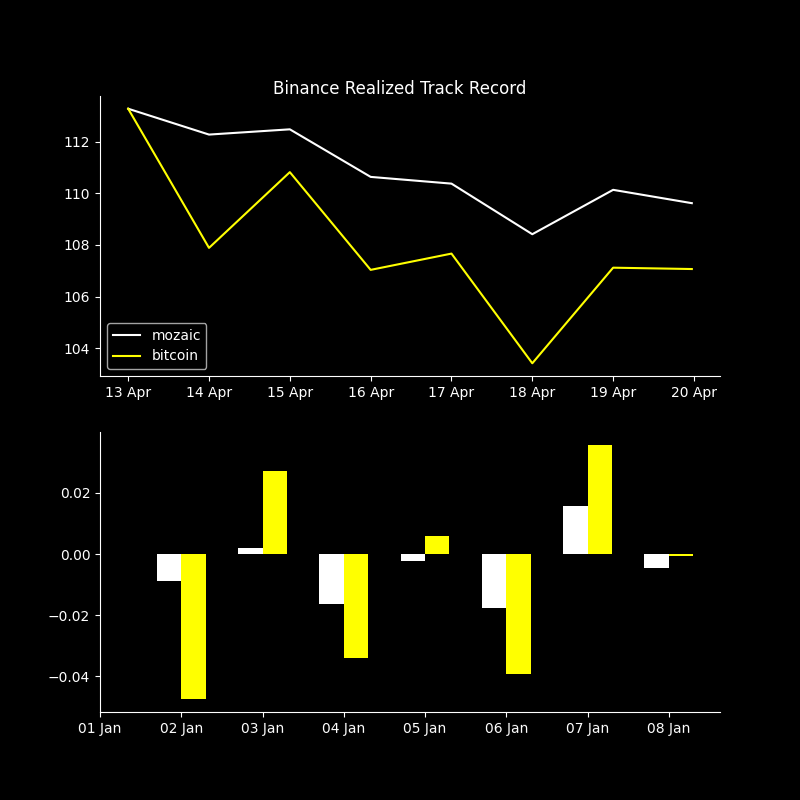 Binance Realized Track Record
112
110
108
106
104
mozaic
bitcoin
13 Apr 14 Apr 15 Apr 16 Apr 17 Apr 18 Apr 19 Apr 20 Apr
0.02
0.00
−0.02
−0.04
01 Jan 02 Jan 03 Jan 04 Jan 05 Jan 06 Jan 07 Jan 08 Jan